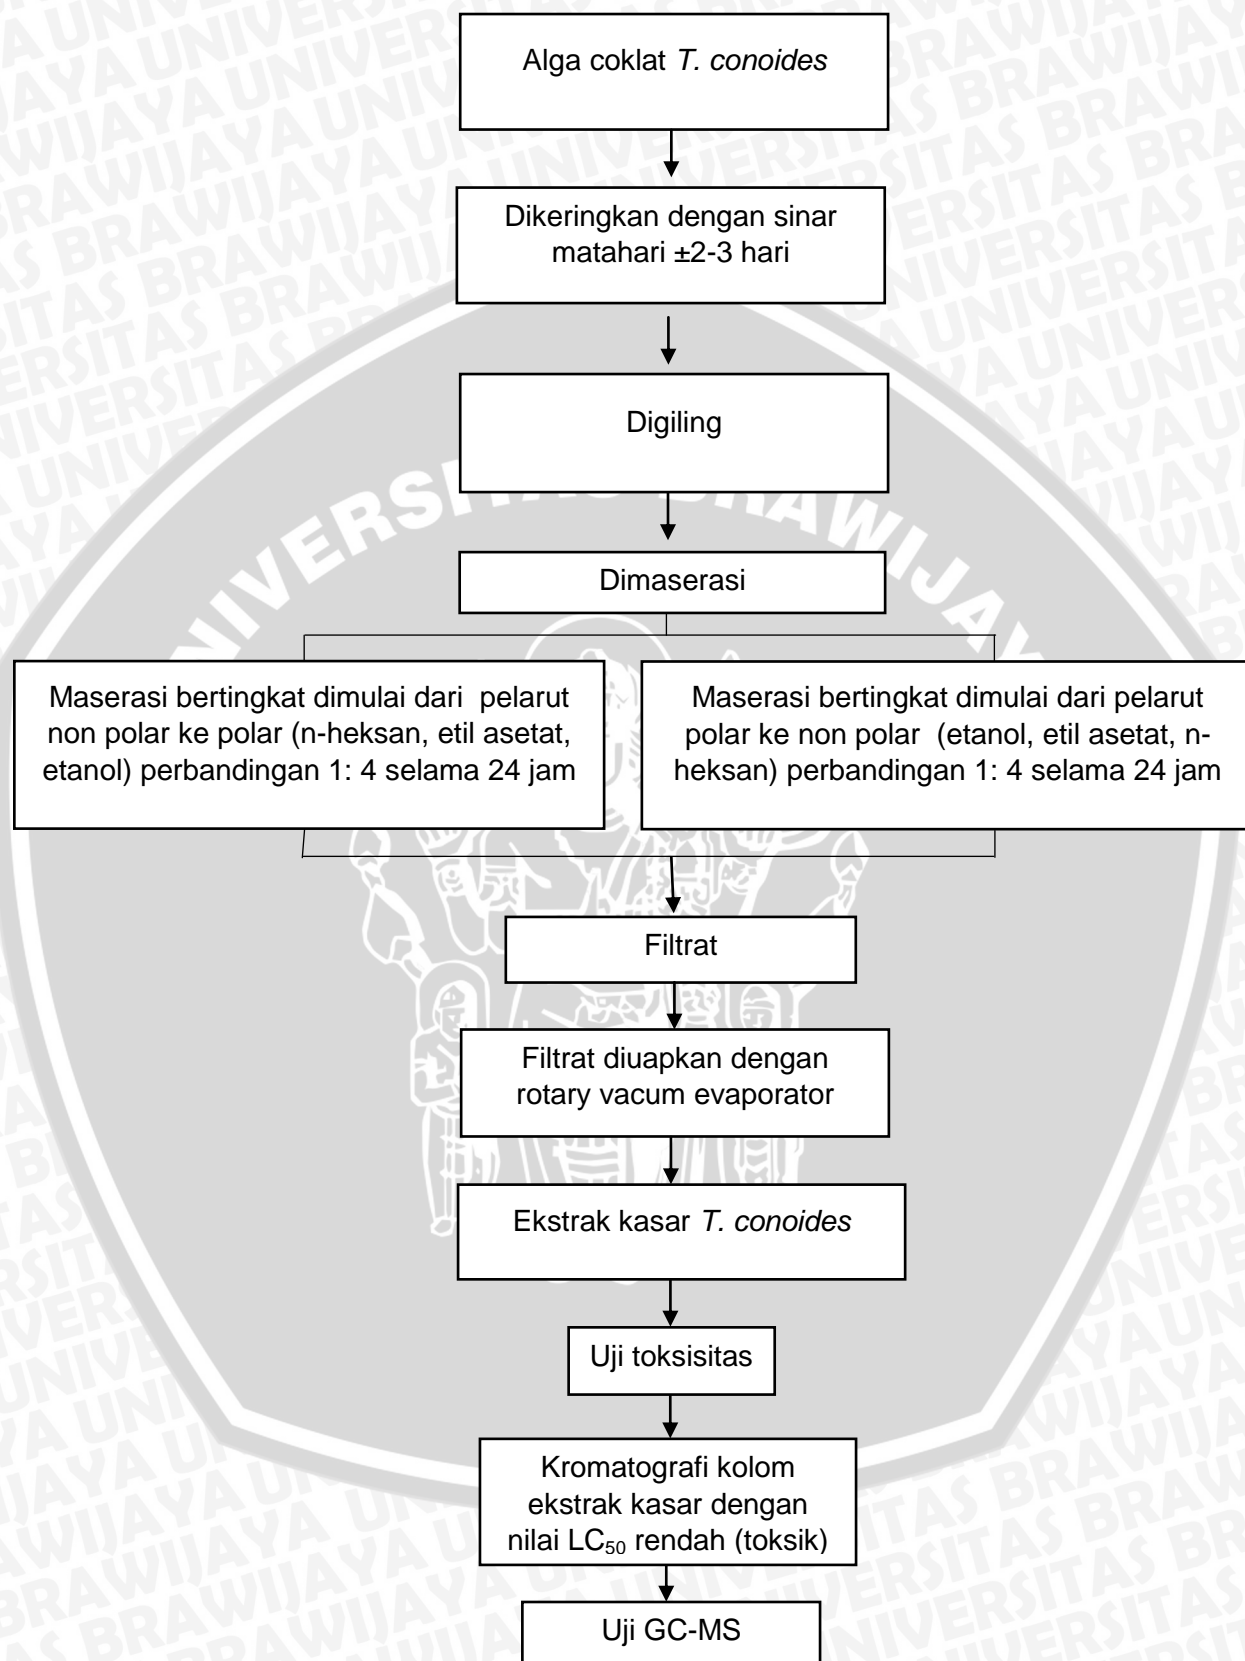 Alga coklat T. conoides
Dikeringkan dengan sinar
matahari ±2-3 hari
Digiling
UNIVERSITAS BRAWIJAYA
Dimaserasi
Maserasi bertingkat dimulai dari  pelarut
non polar ke polar (n-heksan, etil asetat,
etanol) perbandingan 1: 4 selama 24 jam
Maserasi bertingkat dimulai dari pelarut
polar ke non polar  (etanol, etil asetat, n-
heksan) perbandingan 1: 4 selama 24 jam
Filtrat
Filtrat diuapkan dengan
rotary vacum evaporator
Ekstrak kasar T. conoides
Uji toksisitas
Kromatografi kolom
ekstrak kasar dengan
nilai LC50 rendah (toksik)
Uji GC-MS